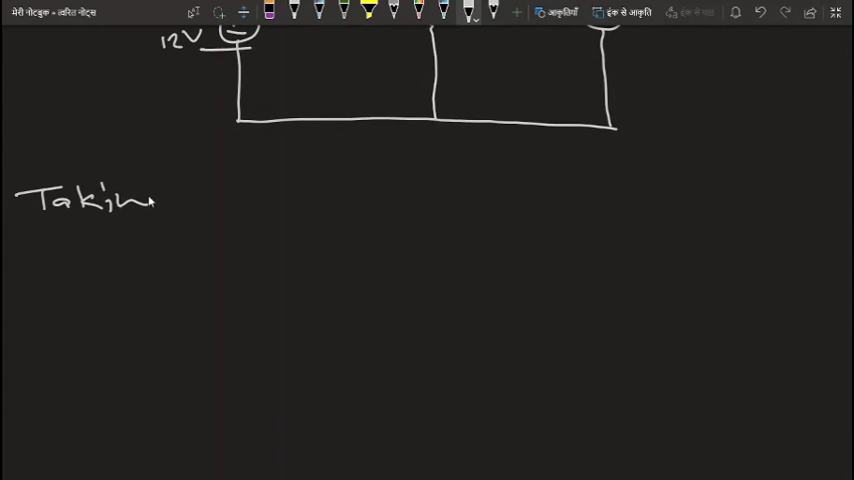 मेरी नोटबुक » त्वरित नोट्स
आकृतियाँ
इंक से आकृति
इंक से पाठ
12V
Takin